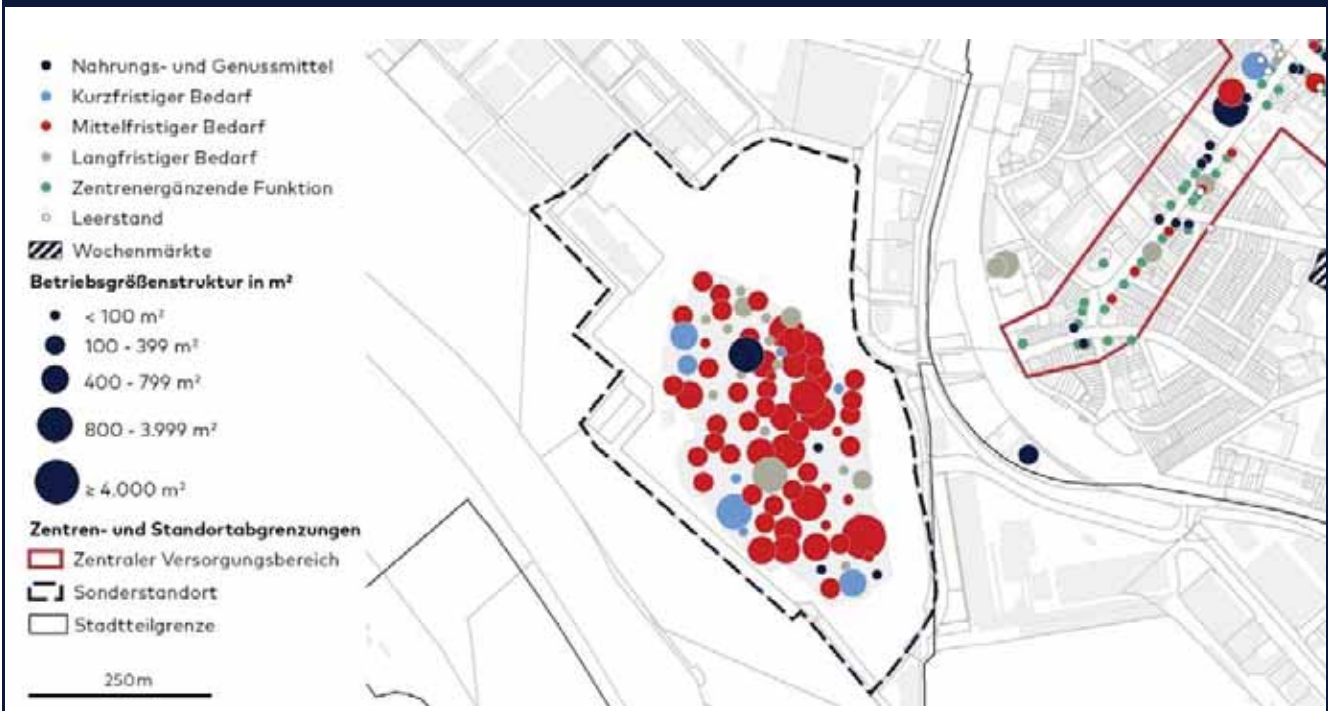 Nahrungs- und Genussmittel
Kurzfristiger Bedarf
Mittelfristiger Bedarf
Langfristiger Bedarf
Zentrenergänzende Funktion
Leerstand
Wochenmärkte
Betriebsgrößenstruktur in m²
< 100 m²
100 - 399 m²
400 - 799 m²
800 - 3.999 m²
≥ 4.000 m²
Zentren- und Standortabgrenzungen
Zentraler Versorgungsbereich
Sonderstandort
Stadtteilgrenze
250m